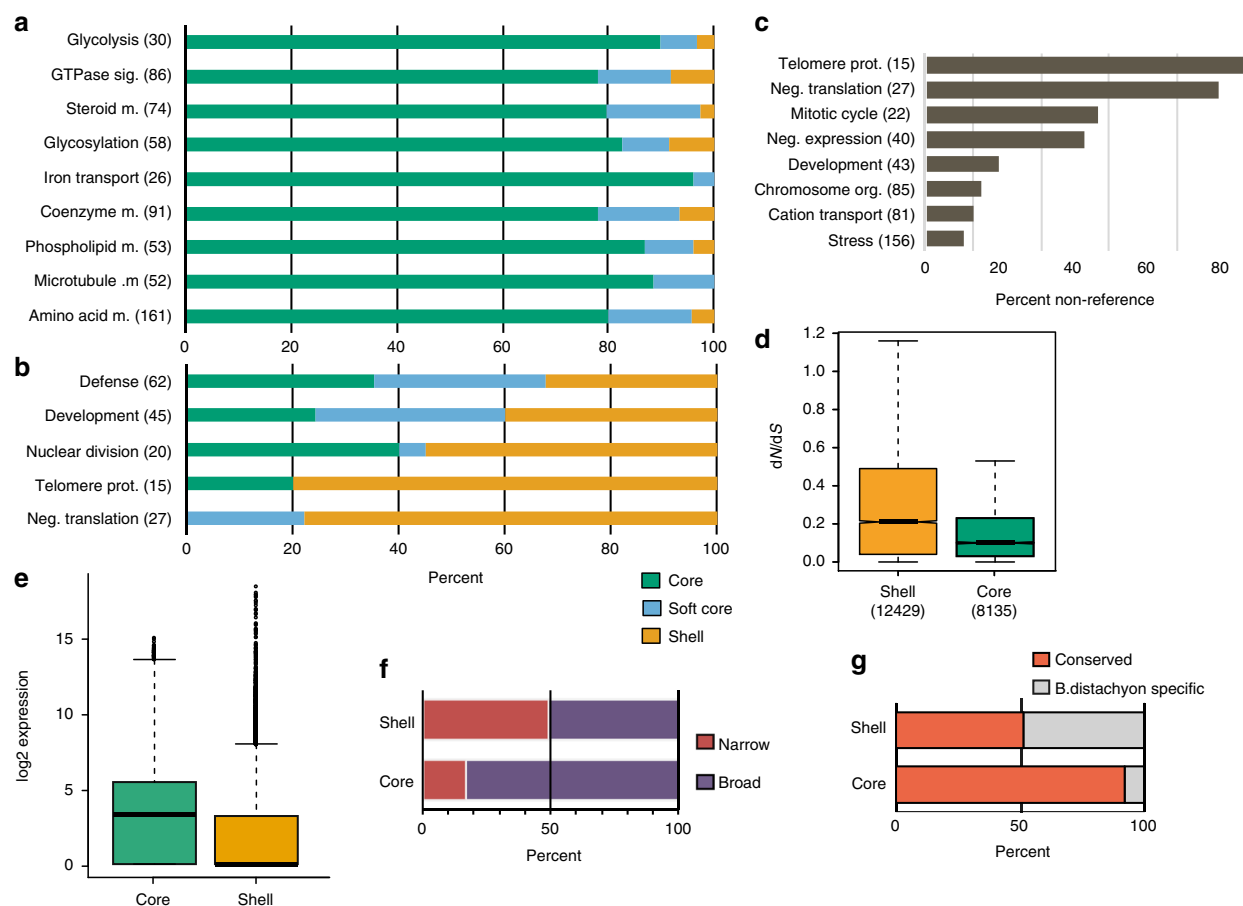 a
Glycolysis (30)
GTPase sig. (86)
Steroid m. (74)
Glycosylation (58)
Iron transport (26)
Coenzyme m. (91)
Phospholipid m. (53)
Microtubule .m (52)
Amino acid m. (161)
0 20 40 60 80 100
b
Defense (62)
Development (45)
Nuclear division (20)
Telomere prot. (15)
Neg. translation (27)
0 20 40 60 80 100
Percent
Core
Soft core
Shell
c
Telomere prot. (15)
Neg. translation (27)
Mitotic cycle (22)
Neg. expression (40)
Development (43)
Chromosome org. (85)
Cation transport (81)
Stress (156)
0 20 40 60 80
Percent non-reference
d
1.2
1.0
0.8
0.6
0.4
0.2
0.0
dN/dS
Shell Core
(12429) (8135)
e
15
10
5
0
log2 expression
Core Shell
f
Shell
Core
Narrow
Broad
0 50 100
Percent
g
Conserved
B.distachyon specific
Shell
Core
0 50 100
Percent